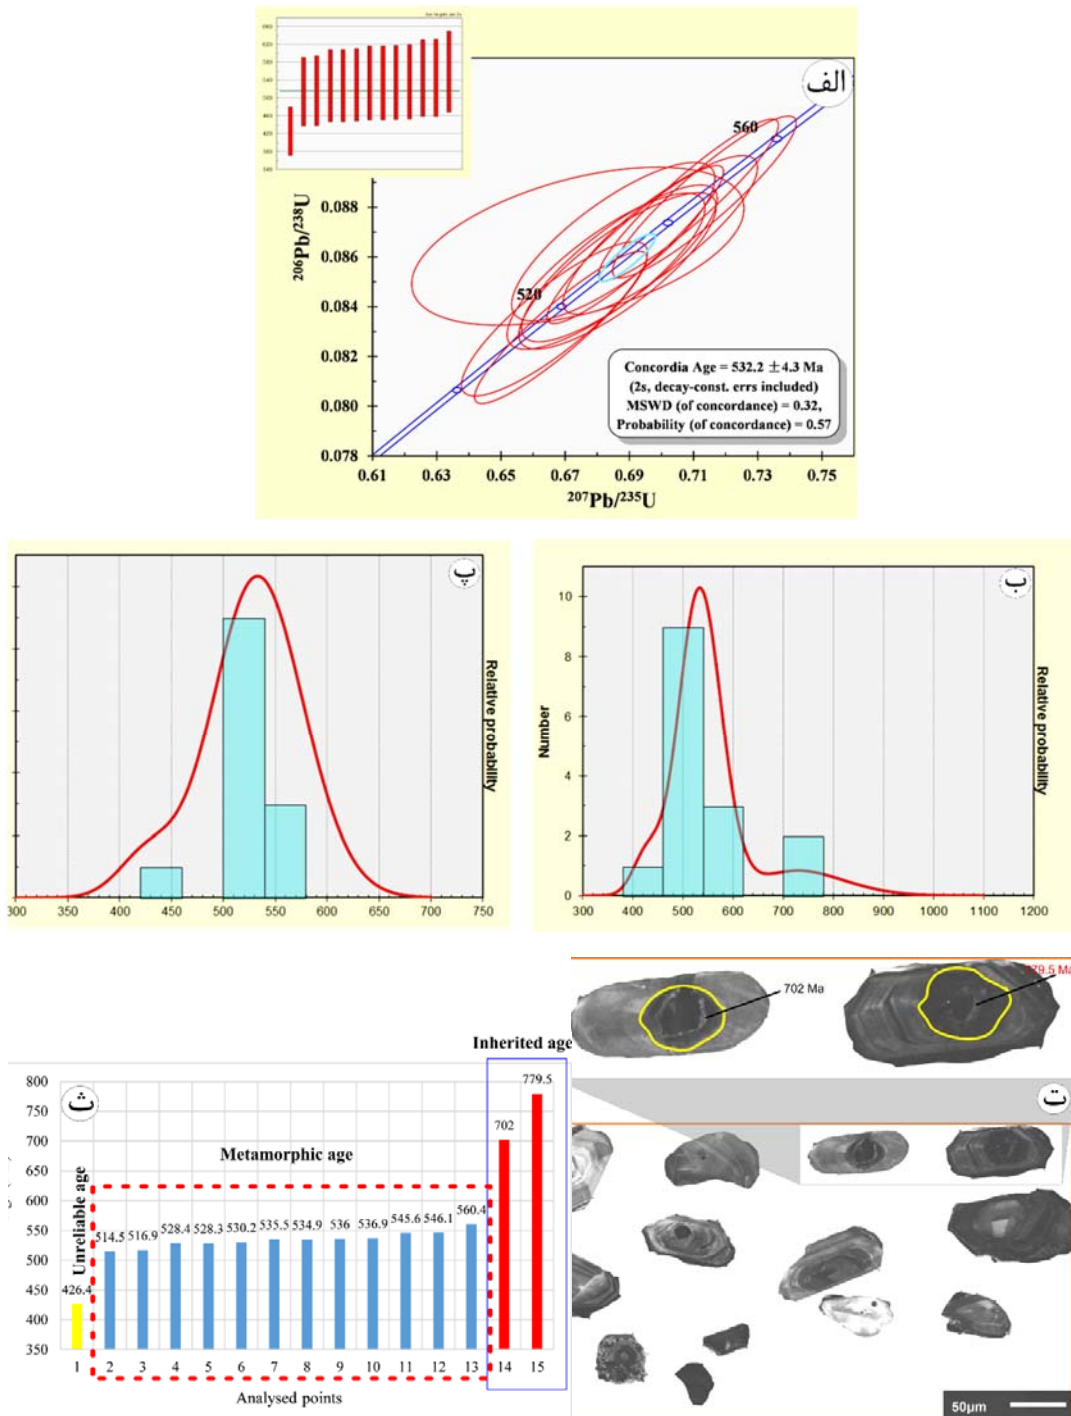 الف
560
520
0.088
0.086
0.084
0.082
0.080
0.078
206Pb/238U
Concordia Age = 532.2 ±4.3 Ma
(2s, decay-const. errs included)
MSWD (of concordance) = 0.32,
Probability (of concordance) = 0.57
0.61 0.63 0.65 0.67 0.69 0.71 0.73 0.75
207Pb/235U
پ
Relative probability
300 350 400 450 500 550 600 650 700 750
ب
10
8
6
4
2
0
Number
Relative probability
300 400 500 600 700 800 900 1000 1100 1200
Inherited age
ث
800
750
700
650
600
550
500
450
400
350
Unreliable age
Metamorphic age
426.4 514.5 516.9 528.4 528.3 530.2 535.5 534.9 536 536.9 545.6 546.1 560.4 702 779.5
1 2 3 4 5 6 7 8 9 10 11 12 13 14 15
Analysed points
702 Ma
779.5 Ma
ت
50µm